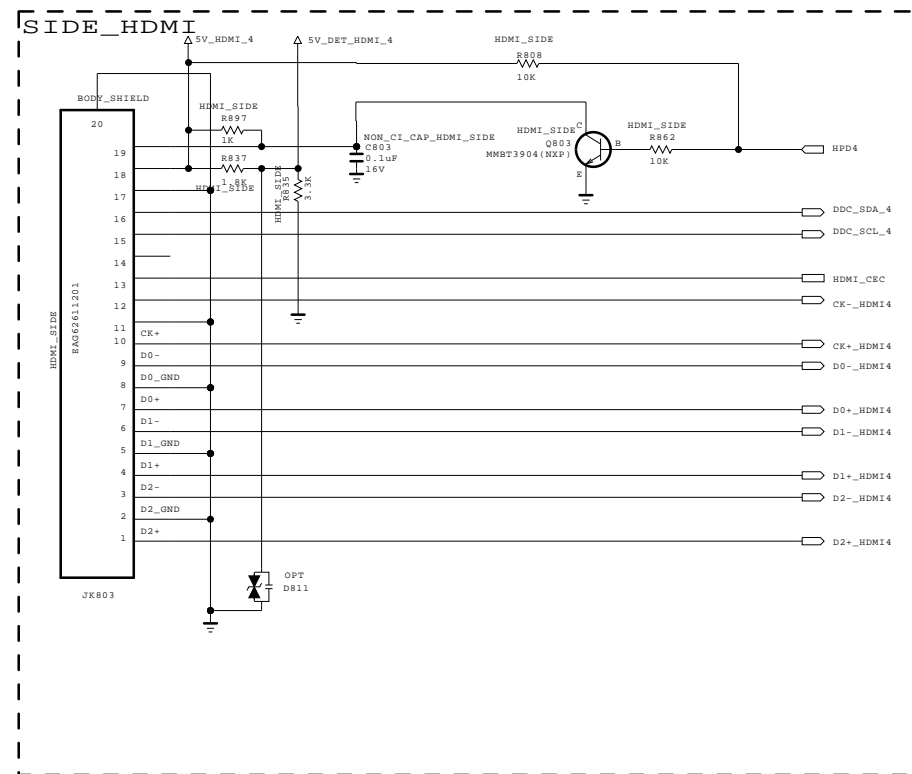 SIDE_HDMI
5V_HDMI_4
5V_DET_HDMI_4
HDMI_SIDE
R808
10K
BODY_SHIELD
20
HDMI_SIDE
R897
1K
NON_CI_CAP_HDMI_SIDE
C803
0.1uF
16V
HDMI_SIDE
Q803
MMBT3904(NXP)
C
B
E
HDMI_SIDE
R862
10K
HPD4
19
R837
1.8K
HDMI_SIDE
18
HDMI_SIDE
R835
3.3K
17
16
DDC_SDA_4
15
DDC_SCL_4
14
13
HDMI_CEC
12
CK-_HDMI4
11
EAG62611201
HDMI_SIDE
10
CK+
CK+_HDMI4
9
D0-
D0-_HDMI4
8
D0_GND
7
D0+
D0+_HDMI4
6
D1-
D1-_HDMI4
5
D1_GND
4
D1+
D1+_HDMI4
3
D2-
D2-_HDMI4
2
D2_GND
1
D2+
D2+_HDMI4
OPT
D811
JK803